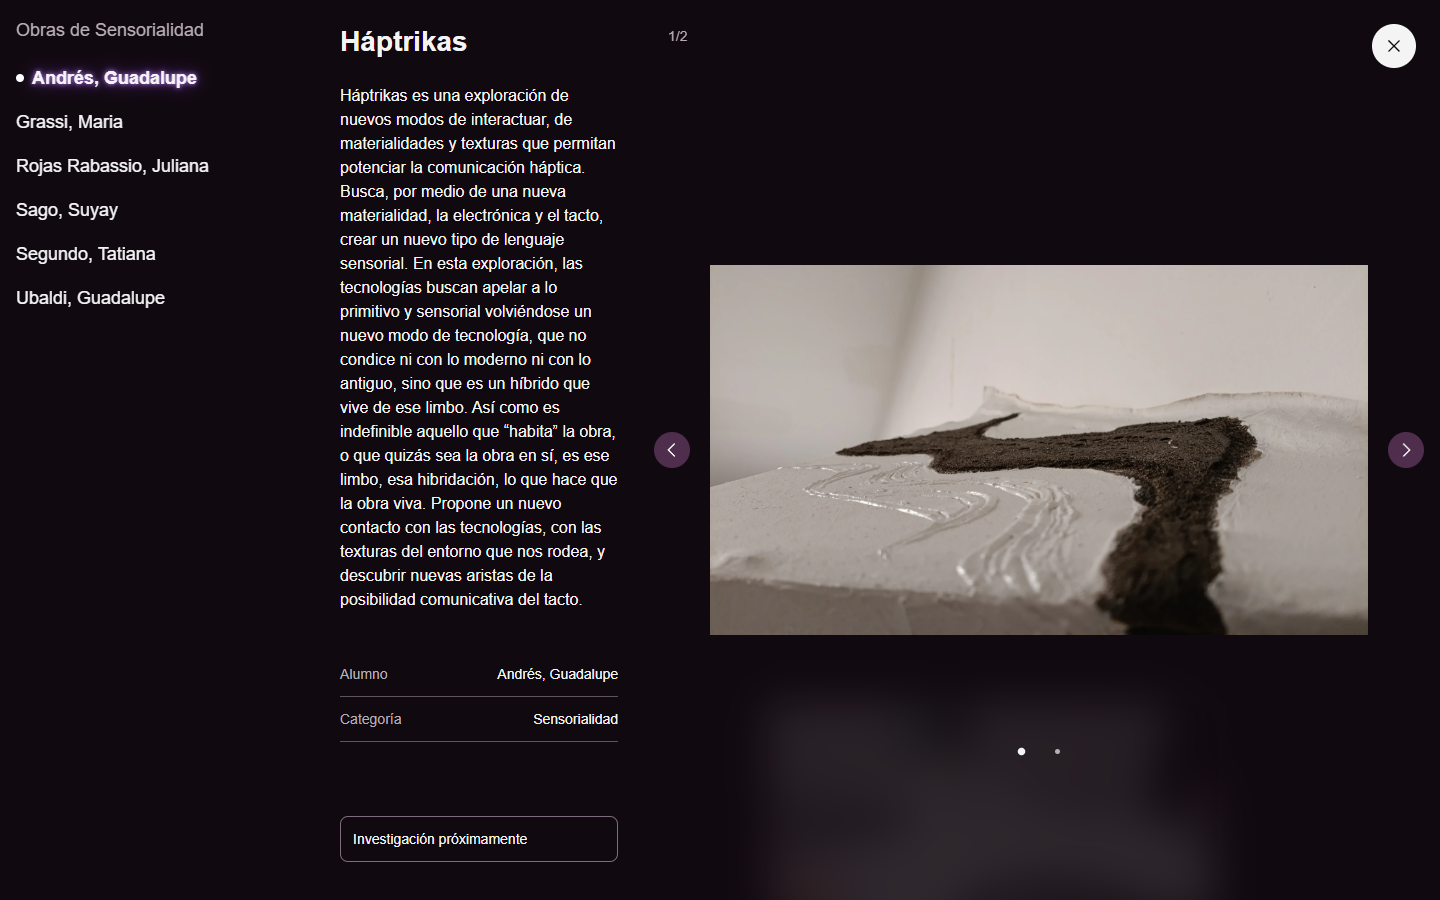 Obras de Sensorialidad
Andrés, Guadalupe
Grassi, Maria
Rojas Rabassio, Juliana
Sago, Suyay
Segundo, Tatiana
Ubaldi, Guadalupe
Háptrikas
Háptrikas es una exploración de
nuevos modos de interactuar, de
materialidades y texturas que permitan
potenciar la comunicación háptica.
Busca, por medio de una nueva
materialidad, la electrónica y el tacto,
crear un nuevo tipo de lenguaje
sensorial. En esta exploración, las
tecnologías buscan apelar a lo
primitivo y sensorial volviéndose un
nuevo modo de tecnología, que no
condice ni con lo moderno ni con lo
antiguo, sino que es un híbrido que
vive de ese limbo. Así como es
indefinible aquello que “habita” la obra,
o que quizás sea la obra en sí, es ese
limbo, esa hibridación, lo que hace que
la obra viva. Propone un nuevo
contacto con las tecnologías, con las
texturas del entorno que nos rodea, y
descubrir nuevas aristas de la
posibilidad comunicativa del tacto.
Alumno Andrés, Guadalupe
Categoría Sensorialidad
Investigación próximamente
1/2